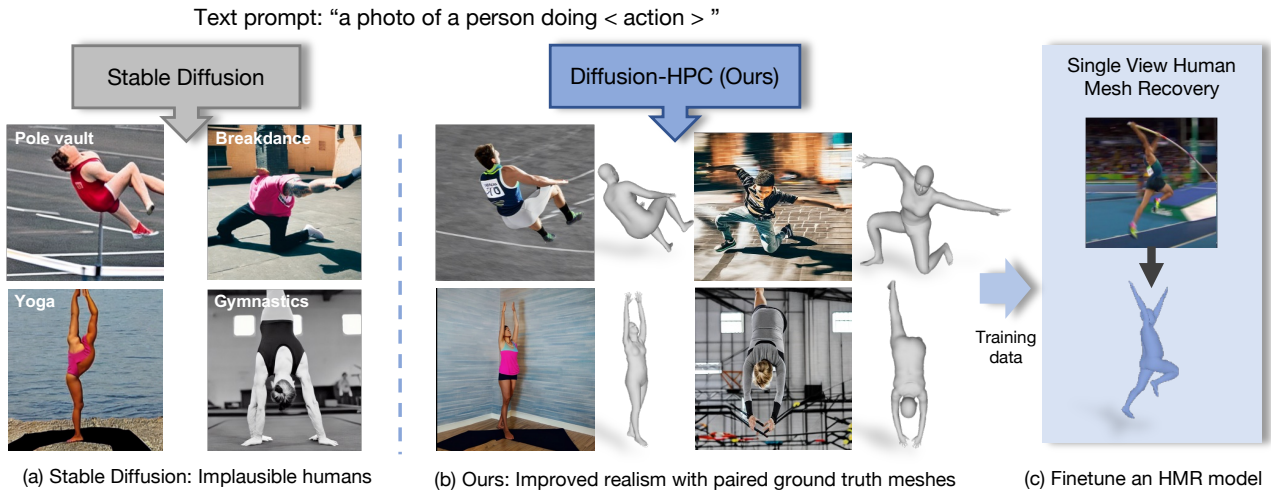 Text prompt: “a photo of a person doing < action > ”
Stable Diffusion
Diffusion-HPC (Ours)
Single View Human
Mesh Recovery
Pole vault
Breakdance
Yoga
Gymnastics
70
Training
data
(a) Stable Diffusion: Implausible humans
(b) Ours: Improved realism with paired ground truth meshes
(c) Finetune an HMR model